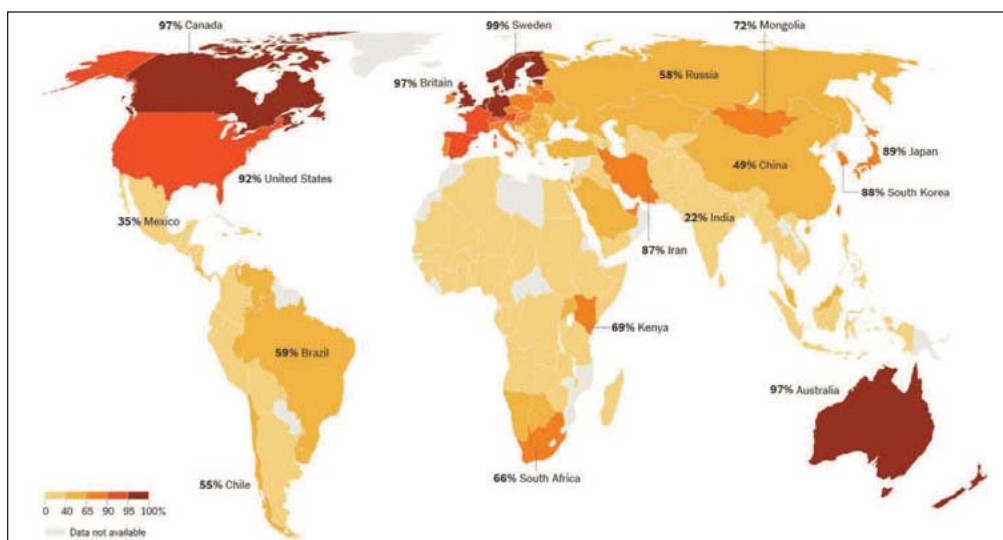 97% Canada
99% Sweden
72% Mongolia
97% Britain
58% Russia
89% Japan
49% China
92% United States
88% South Korea
35% Mexico
22% India
87% Iran
69% Kenya
59% Brazil
97% Australia
66% South Africa
55% Chile
0 40 65 90 95 100%
Data not available